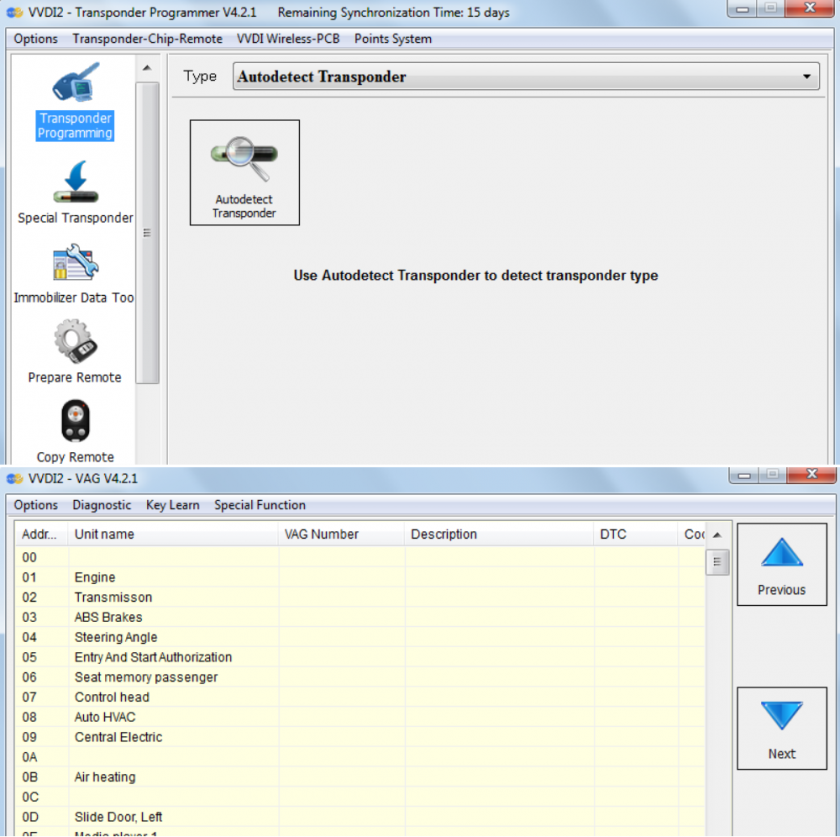 VVDI2 - Transponder Programmer V4.2.1 Remaining Synchronization Time: 15 days
Options Transponder-Chip-Remote VVDI Wireless-PCB Points System
Type Autodetect Transponder
Transponder
Programming
Special Transponder
Immobilizer Data Too
Prepare Remote
Copy Remote
Autodetect
Transponder
Use Autodetect Transponder to detect transponder type
VVDI2 - VAG V4.2.1
Options Diagnostic Key Learn Special Function
Addr... Unit name VAG Number Description DTC Coc
00
01 Engine
02 Transmisson
03 ABS Brakes
04 Steering Angle
05 Entry And Start Authorization
06 Seat memory passenger
07 Control head
08 Auto HVAC
09 Central Electric
0A
0B Air heating
0C
0D Slide Door, Left
0E Media player 1
Previous
Next